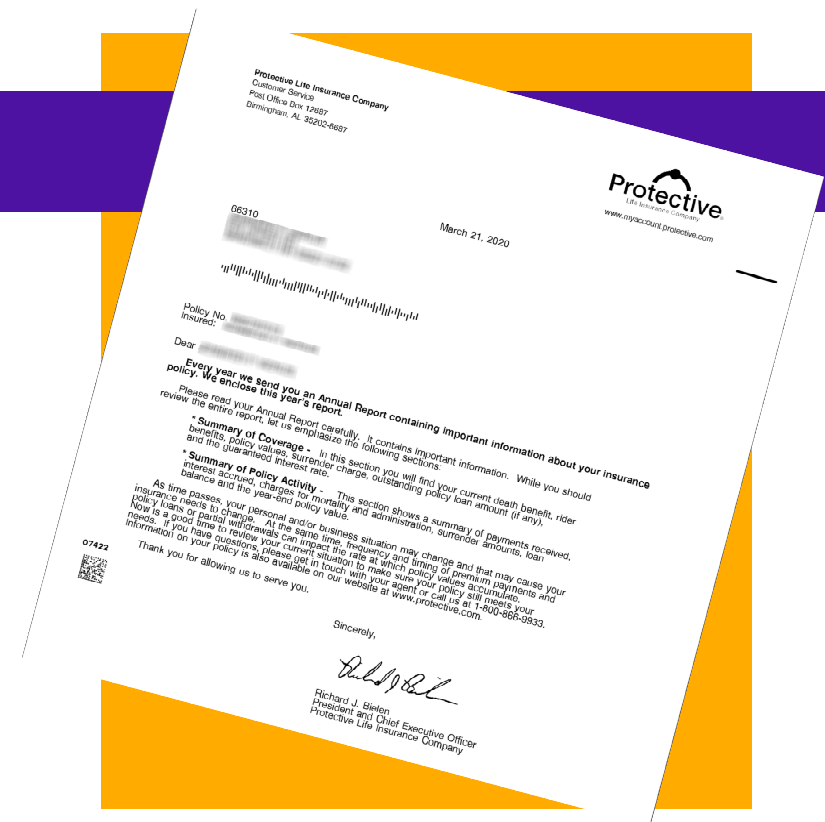 Protective Life Insurance Company
Customer Service
Post Office Box 12687
Birmingham, AL 35202-6687
Protective®
Life Insurance Company
www.myaccount.protective.com
66310
March 21, 2020
Policy No.
Insured:
Dear
Every year we send you an Annual Report containing important information about your insurance
policy. We enclose this year's report.
Please read your Annual Report carefully. It contains important information. While you should
review the entire report, let us emphasize the following sections:
* Summary of Coverage - In this section you will find your current death benefit, rider
benefits, policy values, surrender charge, outstanding policy loan amount (if any),
and the guaranteed interest rate.
* Summary of Policy Activity - This section shows a summary of payments received,
interest accrued, charges for mortality and administration, surrender amounts, loan
balance and the year-end policy value.
As time passes, your personal and/or business situation may change and that may cause your
insurance needs to change. At the same time, frequency and timing of premium payments and
policy loans or partial withdrawals can impact the rate at which policy values accumulate.
Now is a good time to review your current situation to make sure your policy still meets your
needs. If you have questions, please get in touch with your agent or call us at 1-800-866-9933.
Information on your policy is also available on our website at www.protective.com.
Thank you for allowing us to serve you.
07422
Sincerely,
Richard J. Bielen
President and Chief Executive Officer
Protective Life Insurance Company